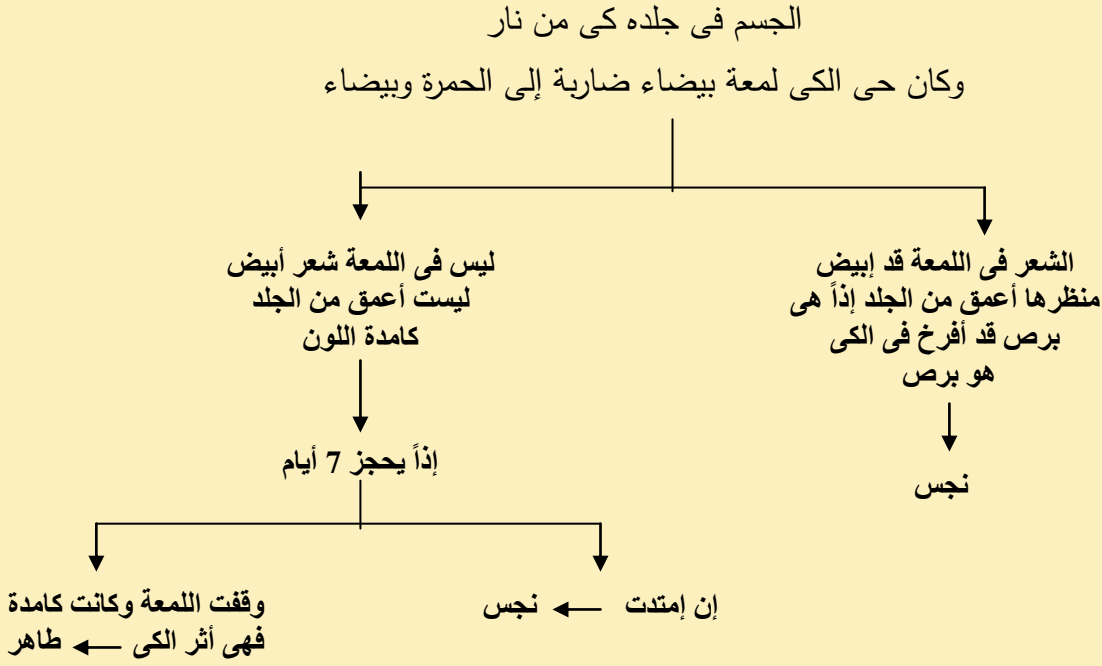 الجسم فى جلده كى من نار
وكان حى الكى لمعة بيضاء ضاربة إلى الحمرة وبيضاء
الشعر فى اللمعة قد إبيض
منظرها أعمق من الجلد إذاً هى
برص قد أفرخ فى الكى
هو برص
نجس
ليس فى اللمعة شعر أبيض
ليست أعمق من الجلد
كامدة اللون
إذاً يحجز 7 أيام
إن إمتدت ← نجس
وقفت اللمعة وكانت كامدة
فهى أثر الكى ← طاهر